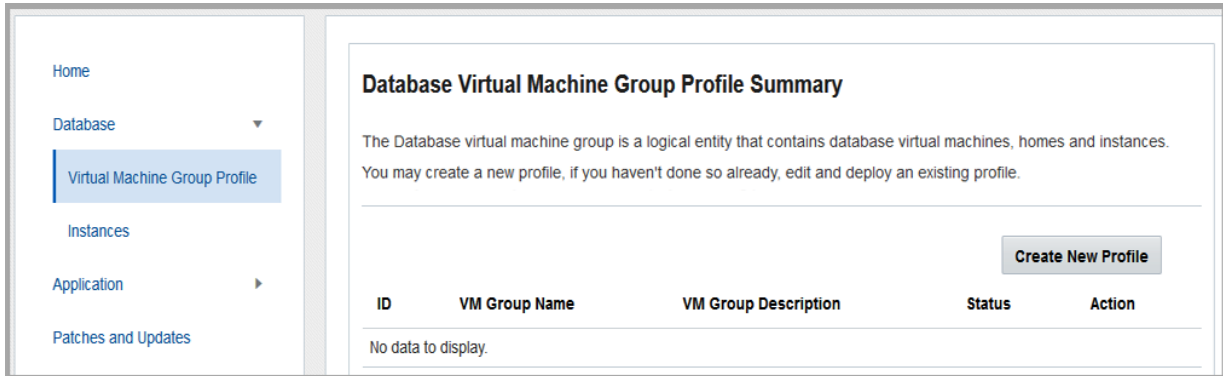 Home
Database
Virtual Machine Group Profile
Instances
Application
Patches and Updates
Database Virtual Machine Group Profile Summary
The Database virtual machine group is a logical entity that contains database virtual machines, homes and instances.
You may create a new profile, if you haven't done so already, edit and deploy an existing profile.
Create New Profile
ID VM Group Name VM Group Description Status Action
No data to display.